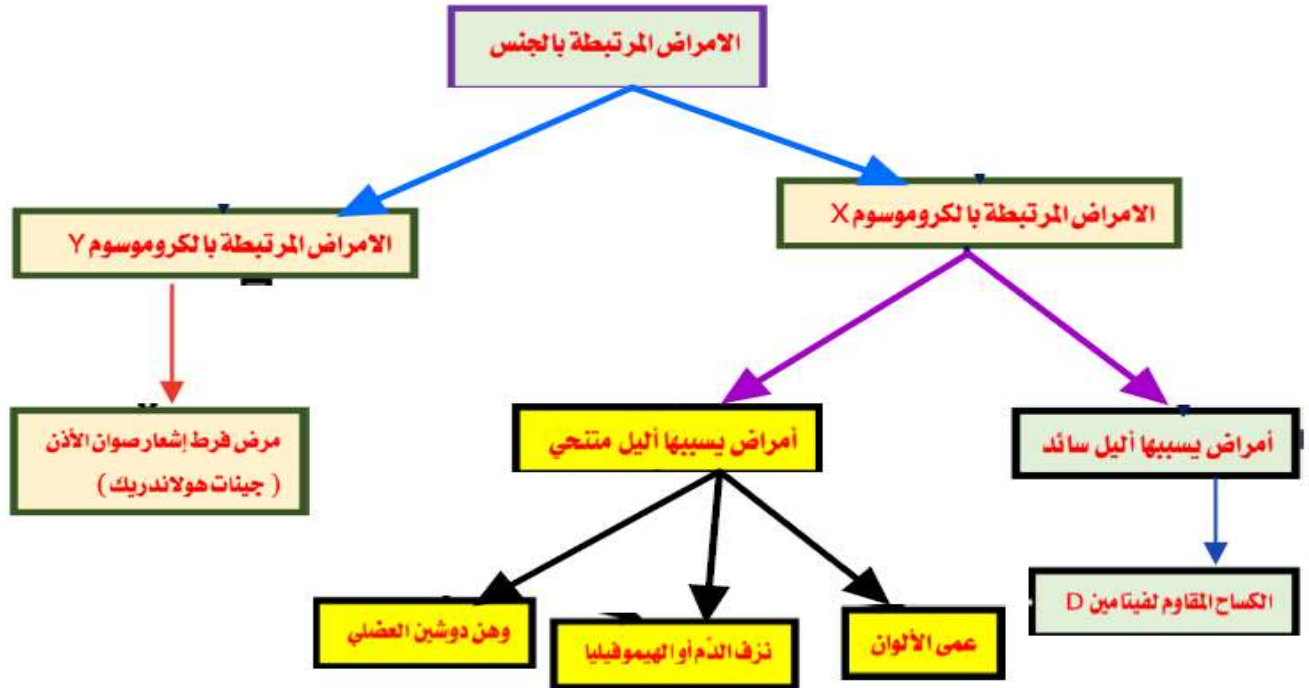 الامراض المرتبطة بالجنس
الامراض المرتبطة بالكروموسوم X
الامراض المرتبطة بالكروموسوم Y
أمراض يسببها أليل سائد
أمراض يسببها أليل متنحي
مرض فرط إشعار صوان الأذن
( جينات هولاندريك )
الكساح المقاوم لفيتامين D
عمى الألوان
نزف الدّم أو الهيموفيليا
وهن دوشين العضلي